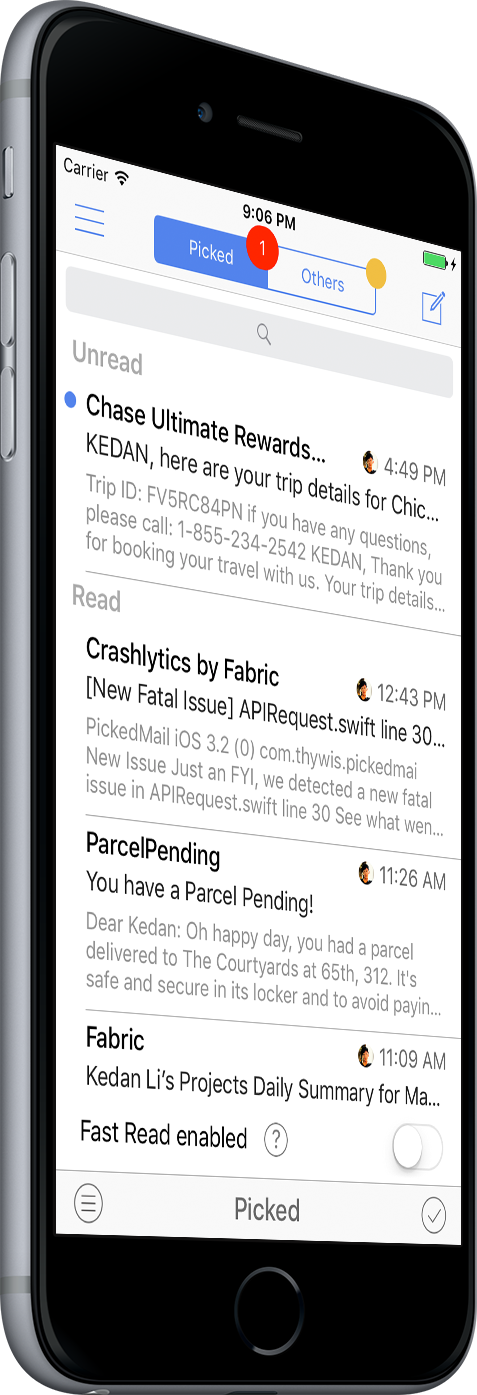 Carrier
9:06 PM
Picked
1
Others
Unread
Chase Ultimate Rewards...
4:49 PM
KEDAN, here are your trip details for Chic...
Trip ID: FV5RC84PN if you have any questions,
please call: 1-855-234-2542 KEDAN, Thank you
for booking your travel with us. Your trip details...
Read
Crashlytics by Fabric
12:43 PM
[New Fatal Issue] APIRequest.swift line 30...
PickedMail iOS 3.2 (0) com.thywis.pickedmai
New Issue Just an FYI, we detected a new fatal
issue in APIRequest.swift line 30 See what wen...
ParcelPending
11:26 AM
You have a Parcel Pending!
Dear Kedan: Oh happy day, you had a parcel
delivered to The Courtyards at 65th, 312. It's
safe and secure in its locker and to avoid payin...
Fabric
11:09 AM
Kedan Li's Projects Daily Summary for Ma...
Fast Read enabled ?
Picked